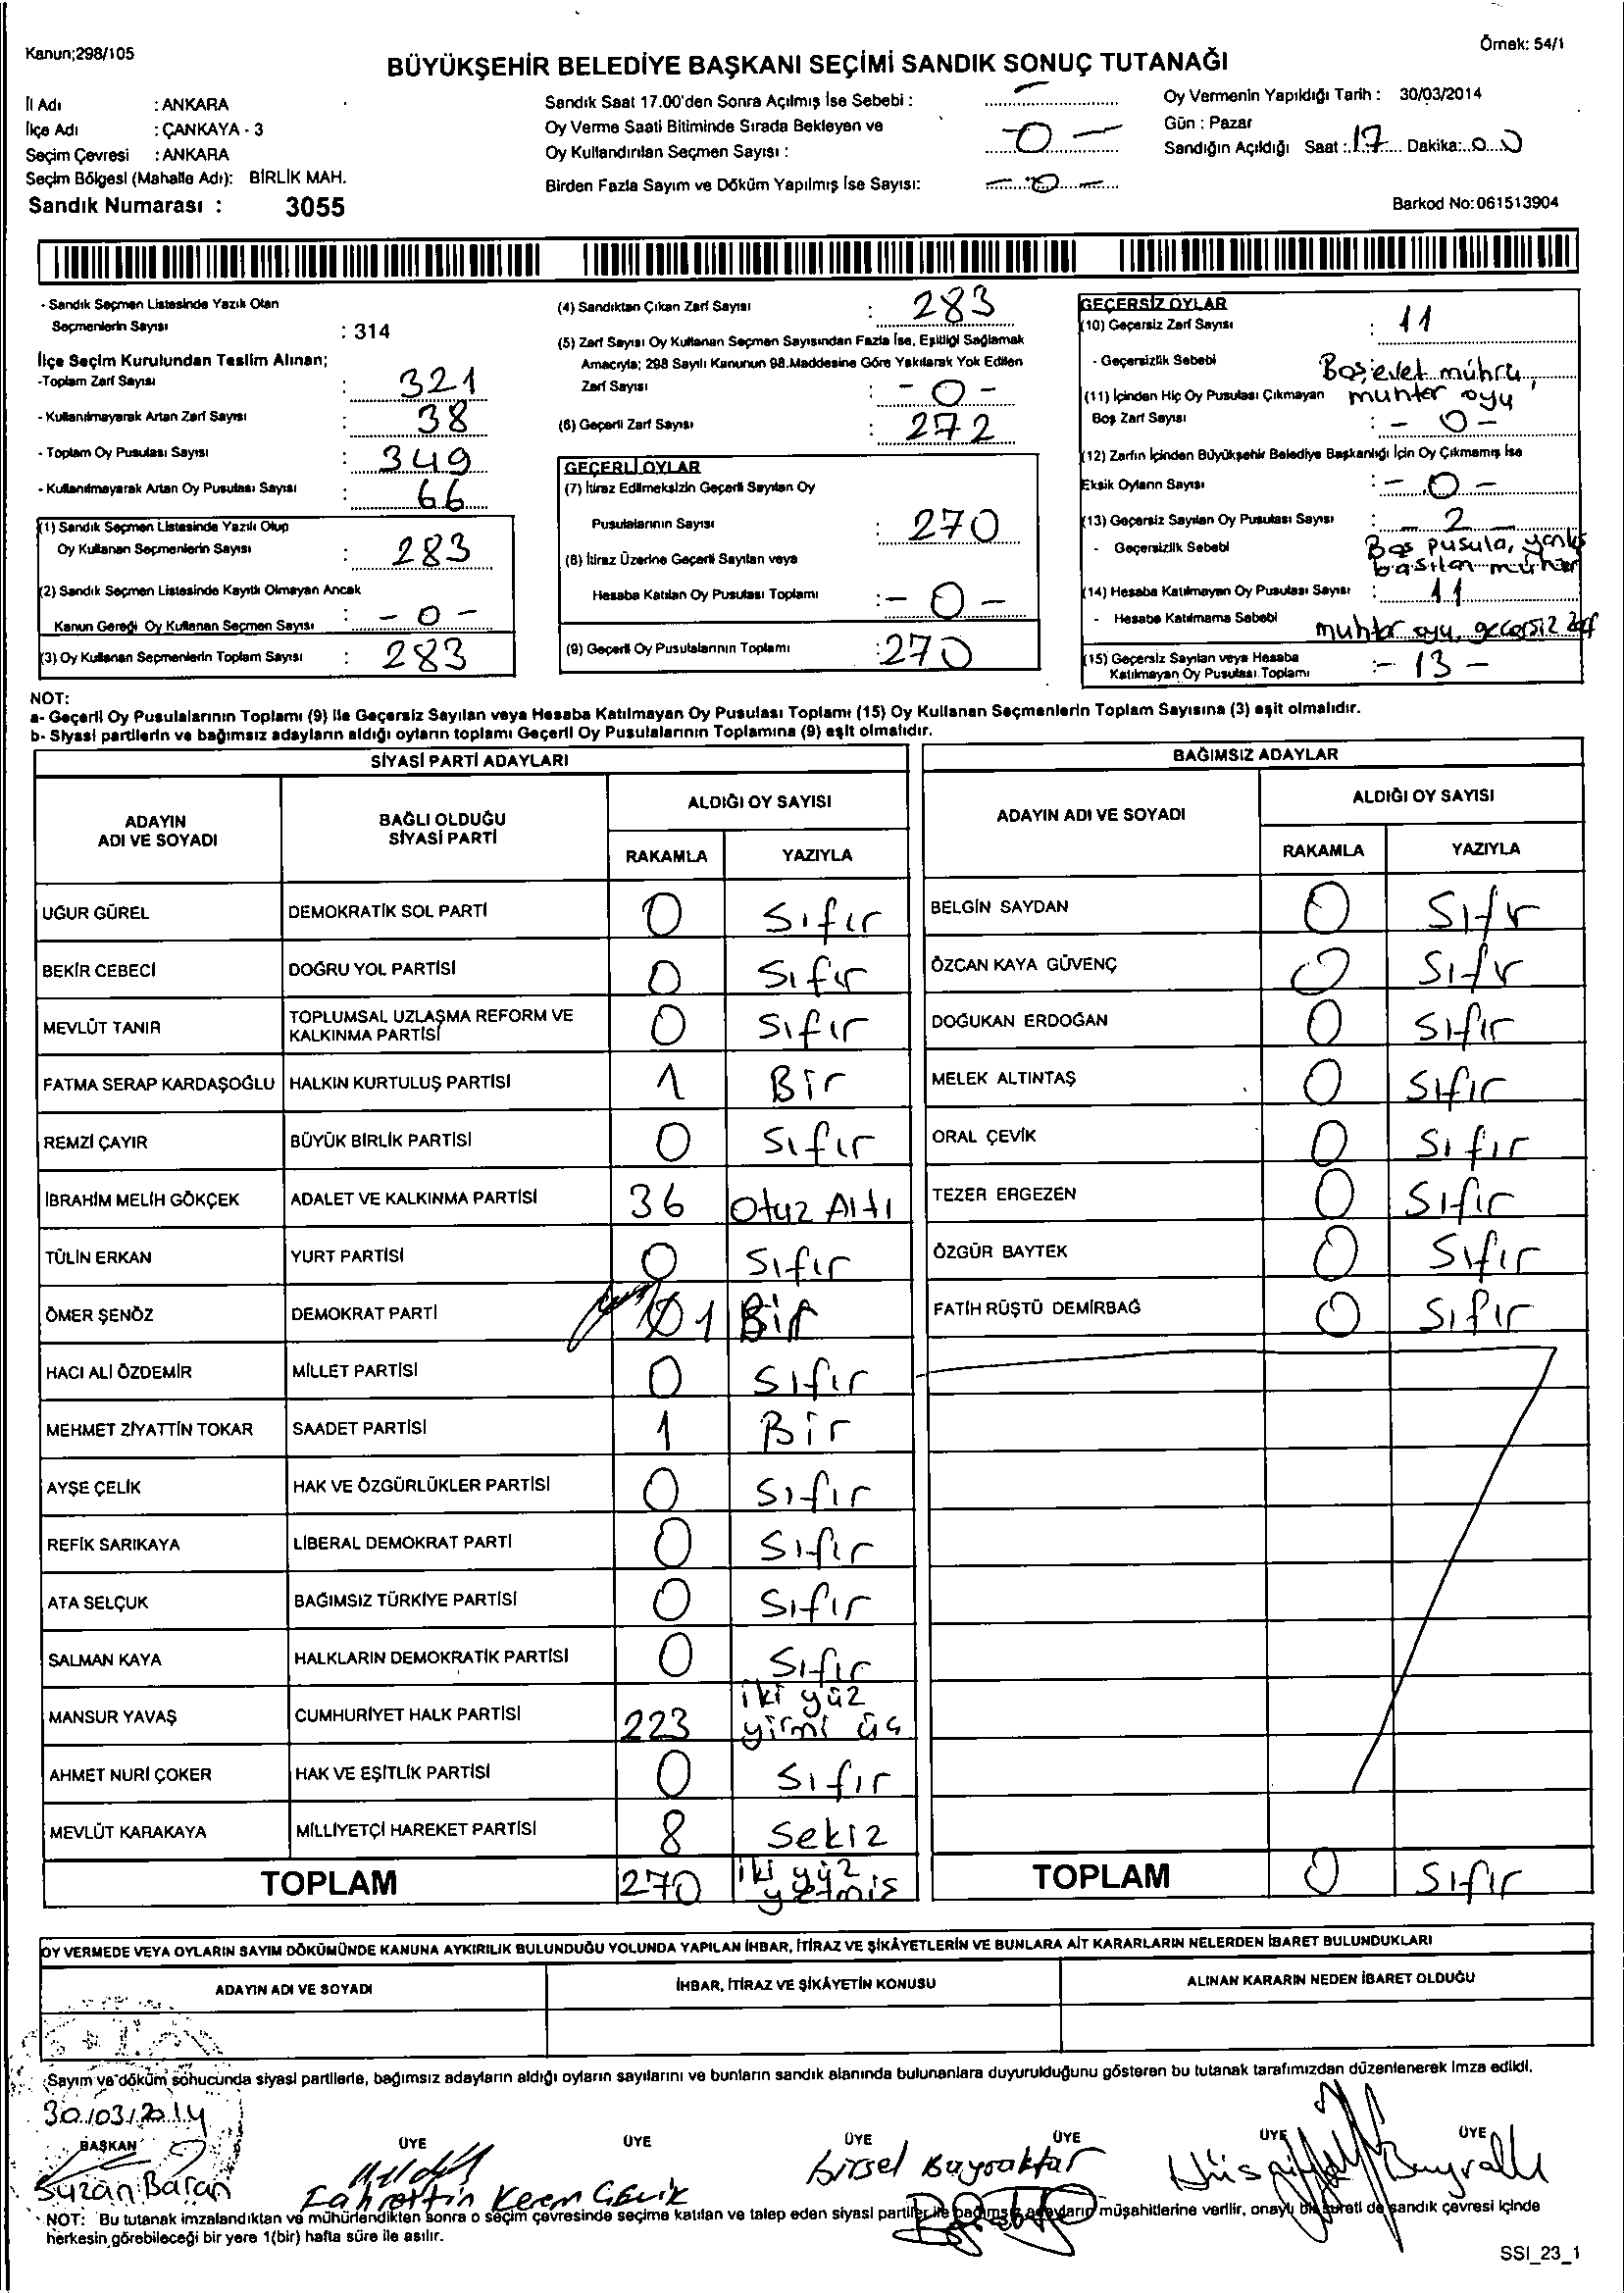 Kanun;298/105
Örnek: 54/1
BÜYÜKŞEHİR BELEDİYE BAŞKANI SEÇİMİ SANDIK SONUÇ TUTANAĞI
İl Adı : ANKARA
İlçe Adı : ÇANKAYA - 3
Seçim Çevresi : ANKARA
Seçim Bölgesi (Mahalle Adı): BİRLİK MAH.
Sandık Numarası : 3055
Sandık Saat 17.00'den Sonra Açılmış İse Sebebi : -
Oy Verme Saati Bitiminde Sırada Bekleyen ve
Oy Kullandırılan Seçmen Sayısı : 0 -
Birden Fazla Sayım ve Döküm Yapılmış İse Sayısı: - 0 -
Oy Vermenin Yapıldığı Tarih : 30/03/2014
Gün : Pazar
Sandığın Açıldığı Saat : 17 Dakika: 00
Barkod No:061513904
- Sandık Seçmen Listesinde Yazılı Olan
Seçmenlerin Sayısı : 314
İlçe Seçim Kurulundan Teslim Alınan;
-Toplam Zarf Sayısı : 321
- Kullanılmayarak Artan Zarf Sayısı : 38
- Toplam Oy Pusulası Sayısı : 349
- Kullanılmayarak Artan Oy Pusulası Sayısı : 66
(1) Sandık Seçmen Listesinde Yazılı Olup
Oy Kullanan Seçmenlerin Sayısı : 283
(2) Sandık Seçmen Listesinde Kayıtlı Olmayan Ancak
Kanun Gereği Oy Kullanan Seçmen Sayısı : - 0 -
(3) Oy Kullanan Seçmenlerin Toplam Sayısı : 283
(4) Sandıktan Çıkan Zarf Sayısı : 283
(5) Zarf Sayısı Oy Kullanan Seçmen Sayısından Fazla İse, Eşitliği Sağlamak
Amacıyla; 298 Sayılı Kanunun 98.Maddesine Göre Yakılarak Yok Edilen
Zarf Sayısı : - 0 -
(6) Geçerli Zarf Sayısı : 272
GEÇERLİ OYLAR
(7) İtiraz Edilmeksizin Geçerli Sayılan Oy
Pusulalarının Sayısı : 270
(8) İtiraz Üzerine Geçerli Sayılan veya
Hesaba Katılan Oy Pusulası Toplamı : - 0 -
(9) Geçerli Oy Pusulalarının Toplamı : 270
GEÇERSİZ OYLAR
(10) Geçersiz Zarf Sayısı : 11
- Geçersizlik Sebebi Boş, evet mührü,
muhtar oyu
(11) İçinden Hiç Oy Pusulası Çıkmayan
Boş Zarf Sayısı : - 0 -
(12) Zarfın İçinden Büyükşehir Belediye Başkanlığı İçin Oy Çıkmamış İse
Eksik Oyların Sayısı : - 0 -
(13) Geçersiz Sayılan Oy Pusulası Sayısı : - 2 -
- Geçersizlik Sebebi Boş pusula, yanlış
basılan mühür
(14) Hesaba Katılmayan Oy Pusulası Sayısı : 11
- Hesaba Katılmama Sebebi muhtar oyu, geçersiz zarf
(15) Geçersiz Sayılan veya Hesaba
Katılmayan Oy Pusulası Toplamı : - 13 -
NOT:
a- Geçerli Oy Pusulalarının Toplamı (9) ile Geçersiz Sayılan veya Hesaba Katılmayan Oy Pusulası Toplamı (15) Oy Kullanan Seçmenlerin Toplam Sayısına (3) eşit olmalıdır.
b- Siyasi partilerin ve bağımsız adayların aldığı oyların toplamı Geçerli Oy Pusulalarının Toplamına (9) eşit olmalıdır.
SİYASİ PARTİ ADAYLARI
ADAYIN ADI VE SOYADI BAĞLI OLDUĞU SİYASİ PARTİ ALDIĞI OY SAYISI
RAKAMLA YAZIYLA
UĞUR GÜREL DEMOKRATİK SOL PARTİ 0 Sıfır
BEKİR CEBECİ DOĞRU YOL PARTİSİ 0 Sıfır
MEVLÜT TANIR TOPLUMSAL UZLAŞMA REFORM VE KALKINMA PARTİSİ 0 Sıfır
FATMA SERAP KARDAŞOĞLU HALKIN KURTULUŞ PARTİSİ 1 Bir
REMZİ ÇAYIR BÜYÜK BİRLİK PARTİSİ 0 Sıfır
İBRAHİM MELİH GÖKÇEK ADALET VE KALKINMA PARTİSİ 36 Otuz Altı
TÜLİN ERKAN YURT PARTİSİ 0 Sıfır
ÖMER ŞENÖZ DEMOKRAT PARTİ 1 Bir
HACI ALİ ÖZDEMİR MİLLET PARTİSİ 0 Sıfır
MEHMET ZİYATTİN TOKAR SAADET PARTİSİ 1 Bir
AYŞE ÇELİK HAK VE ÖZGÜRLÜKLER PARTİSİ 0 Sıfır
REFİK SARIKAYA LİBERAL DEMOKRAT PARTİ 0 Sıfır
ATA SELÇUK BAĞIMSIZ TÜRKİYE PARTİSİ 0 Sıfır
SALMAN KAYA HALKLARIN DEMOKRATİK PARTİSİ 0 Sıfır
MANSUR YAVAŞ CUMHURİYET HALK PARTİSİ 223 iki yüz yirmi üç
AHMET NURİ ÇOKER HAK VE EŞİTLİK PARTİSİ 0 Sıfır
MEVLÜT KARAKAYA MİLLİYETÇİ HAREKET PARTİSİ 8 Sekiz
TOPLAM 270 iki yüz yetmiş
BAĞIMSIZ ADAYLAR
ADAYIN ADI VE SOYADI ALDIĞI OY SAYISI
RAKAMLA YAZIYLA
BELGİN SAYDAN 0 Sıfır
ÖZCAN KAYA GÜVENÇ 0 Sıfır
DOĞUKAN ERDOĞAN 0 Sıfır
MELEK ALTINTAŞ 0 Sıfır
ORAL ÇEVİK 0 Sıfır
TEZER ERGEZEN 0 Sıfır
ÖZGÜR BAYTEK 0 Sıfır
FATİH RÜŞTÜ DEMİRBAĞ 0 Sıfır
TOPLAM 0 Sıfır
OY VERMEDE VEYA OYLARIN SAYIM DÖKÜMÜNDE KANUNA AYKIRILIK BULUNDUĞU YOLUNDA YAPILAN İHBAR, İTİRAZ VE ŞİKÂYETLERİN VE BUNLARA AİT KARARLARIN NELERDEN İBARET BULUNDUKLARI
ADAYIN ADI VE SOYADI İHBAR, İTİRAZ VE ŞİKÂYETİN KONUSU ALINAN KARARIN NEDEN İBARET OLDUĞU
Sayım ve döküm sonucunda siyasi partilerle, bağımsız adayların aldığı oyların sayılarını ve bunların sandık alanında bulunanlara duyurulduğunu gösteren bu tutanak tarafımızdan düzenlenerek imza edildi.
30/03/2014
BAŞKAN ÜYE ÜYE ÜYE ÜYE ÜYE ÜYE
Suzan Baran Fahrettin Kerem Çelik Birsel Bayraktar
NOT: Bu tutanak imzalandıktan ve mühürlendikten sonra o seçim çevresinde seçime katılan ve talep eden siyasi partiler ile bağımsız adayların müşahitlerine verilir, onaylı bir sureti de sandık çevresi içinde
herkesin görebileceği bir yere 1(bir) hafta süre ile asılır.
SSI_23_1